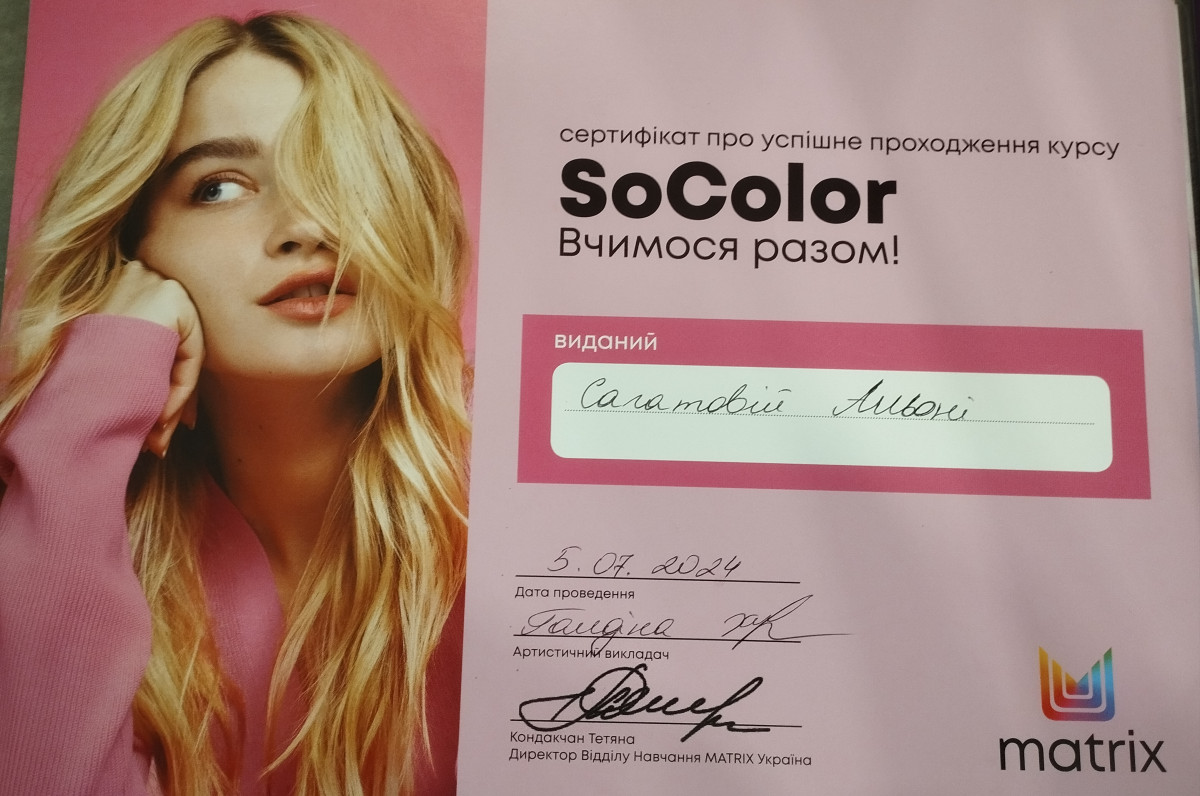 сертифікат про успішне проходження курсу
SoColor
Вчимося разом!
виданий
Сагатовій Альоні
5.07.2024
Дата проведення
Артистичний викладач
Кондакчан Тетяна
Директор Відділу Навчання MATRIX Україна
matrix